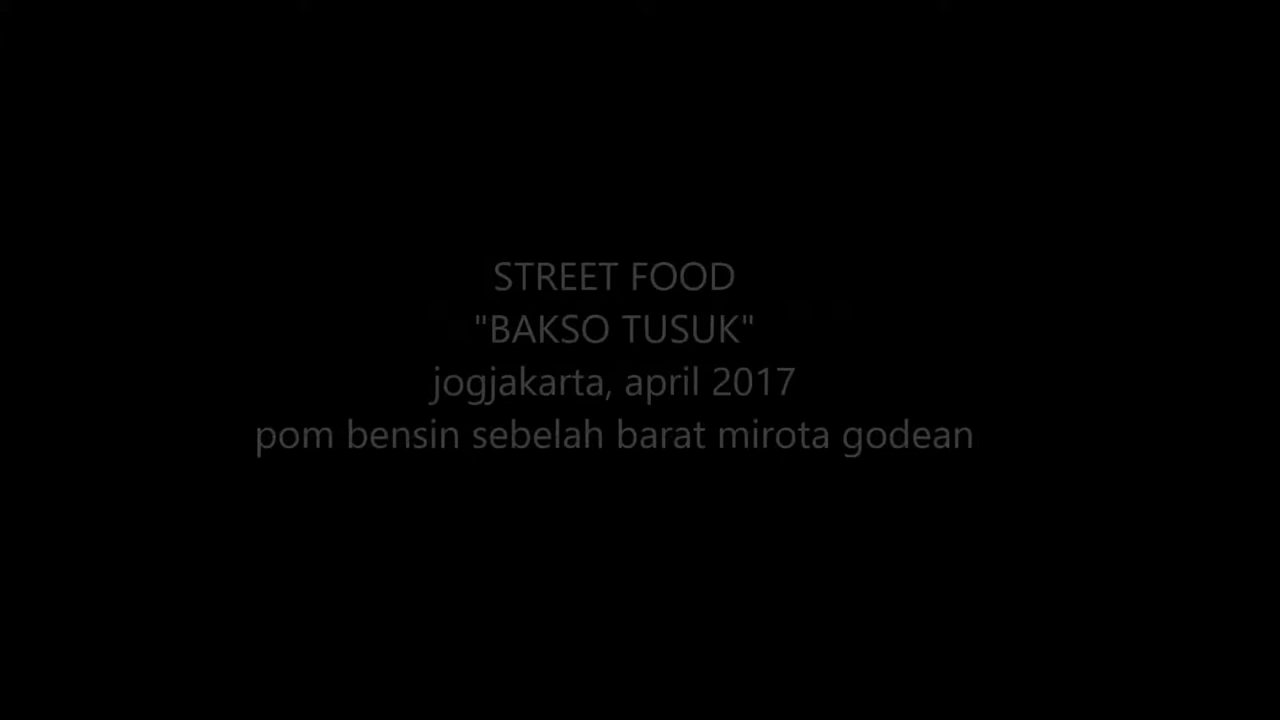 STREET FOOD
"BAKSO TUSUK"
jogjakarta, april 2017
pom bensin sebelah barat mirota godean